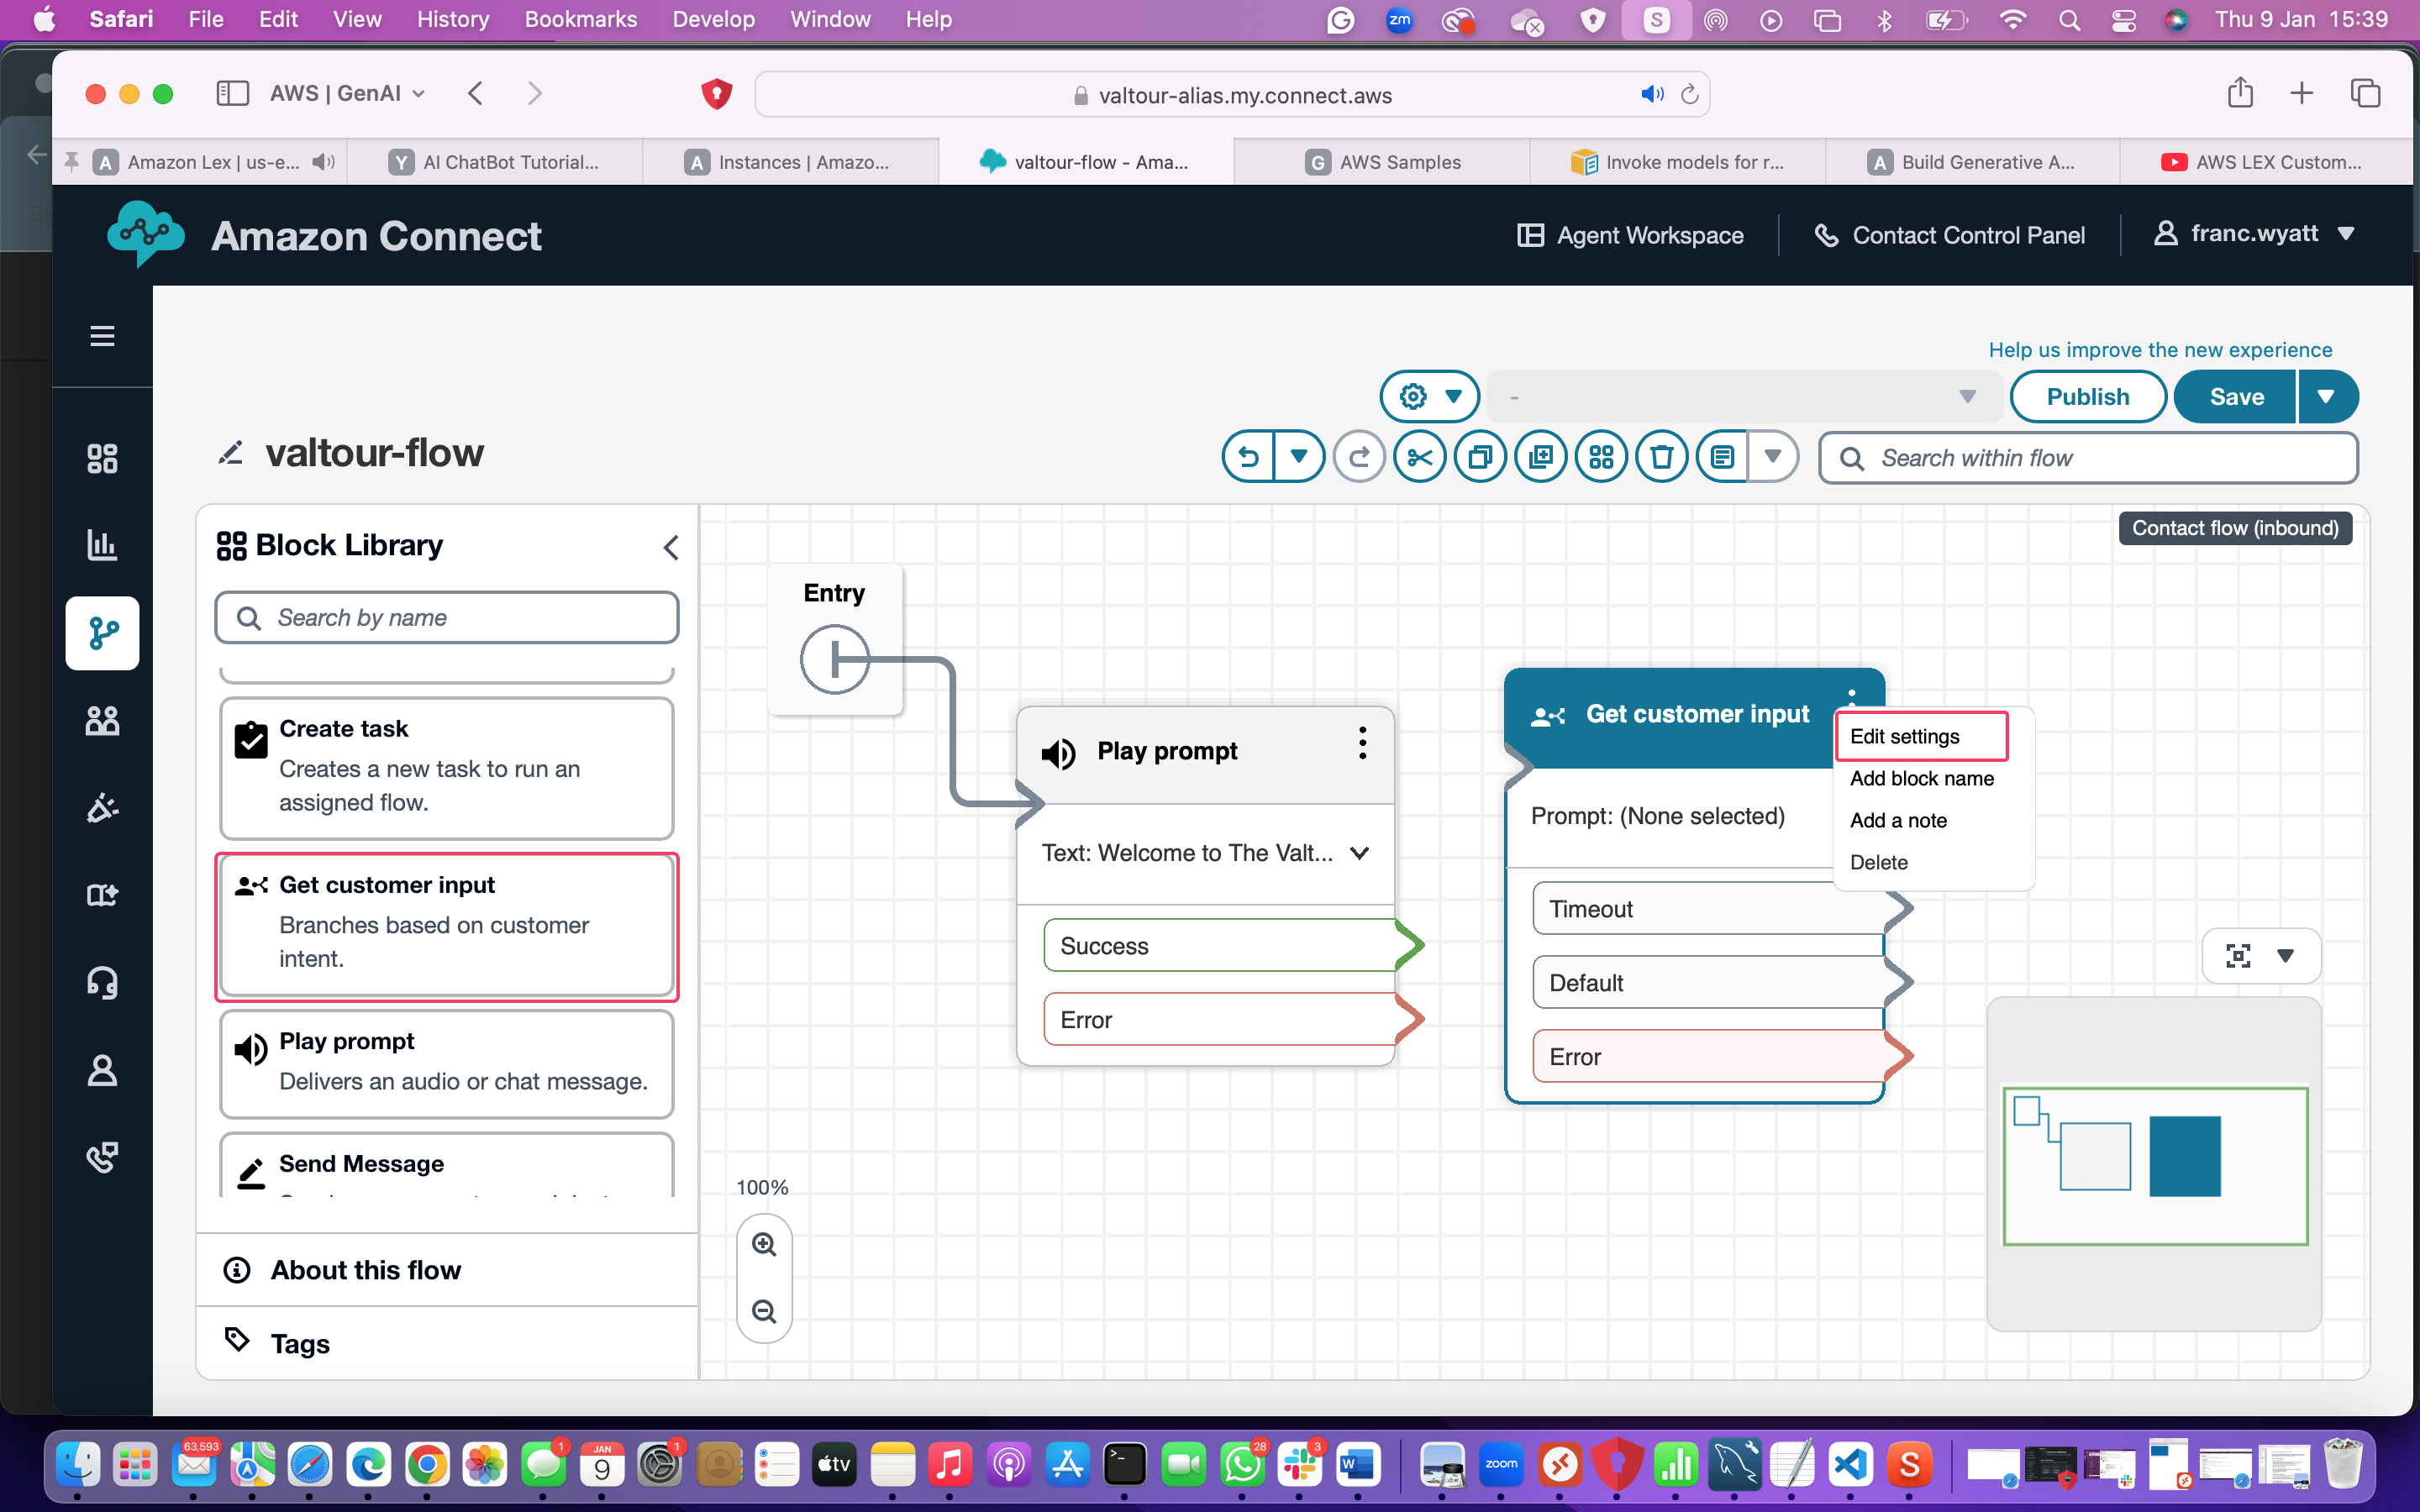 Safari File Edit View History Bookmarks Develop Window Help zm S Thu 9 Jan 15:39
AWS | GenAI
valtour-alias.my.connect.aws
A Amazon Lex | us-e...
Y AI ChatBot Tutorial...
A Instances | Amazo...
valtour-flow - Ama...
G AWS Samples
Invoke models for r...
A Build Generative A...
AWS LEX Custom...
Amazon Connect
Agent Workspace
Contact Control Panel
franc.wyatt
Help us improve the new experience
-
Publish
Save
valtour-flow
Search within flow
Block Library
Search by name
Create task
Creates a new task to run an
assigned flow.
Get customer input
Branches based on customer
intent.
Play prompt
Delivers an audio or chat message.
Send Message
About this flow
Tags
Contact flow (inbound)
Entry
Play prompt
Text: Welcome to The Valt...
Success
Error
Get customer input
Prompt: (None selected)
Timeout
Default
Error
Edit settings
Add block name
Add a note
Delete
100%
63,593
1
JAN
9
1
tv
28
3
W
zoom
S